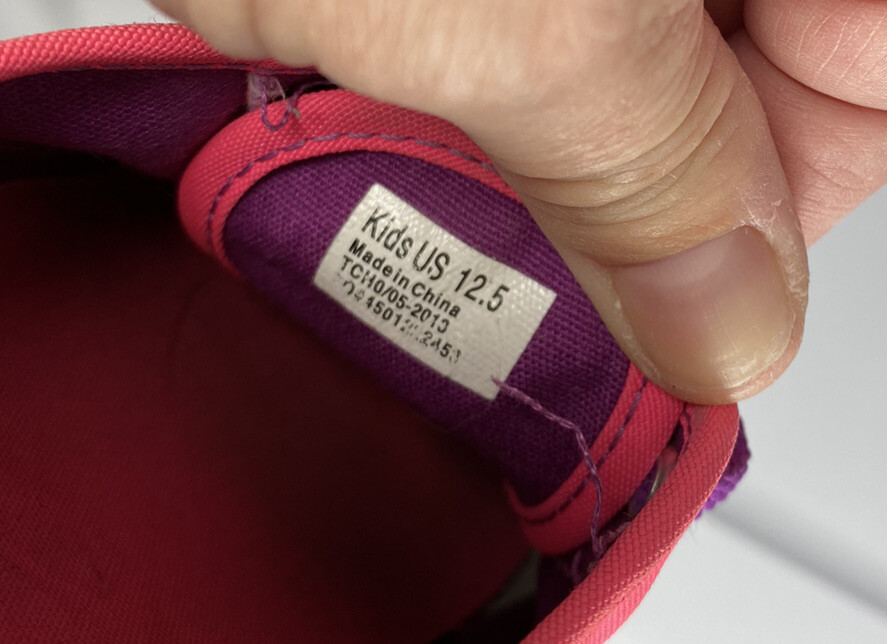 Kids US 12.5
Made in China
TCH0/05-2013